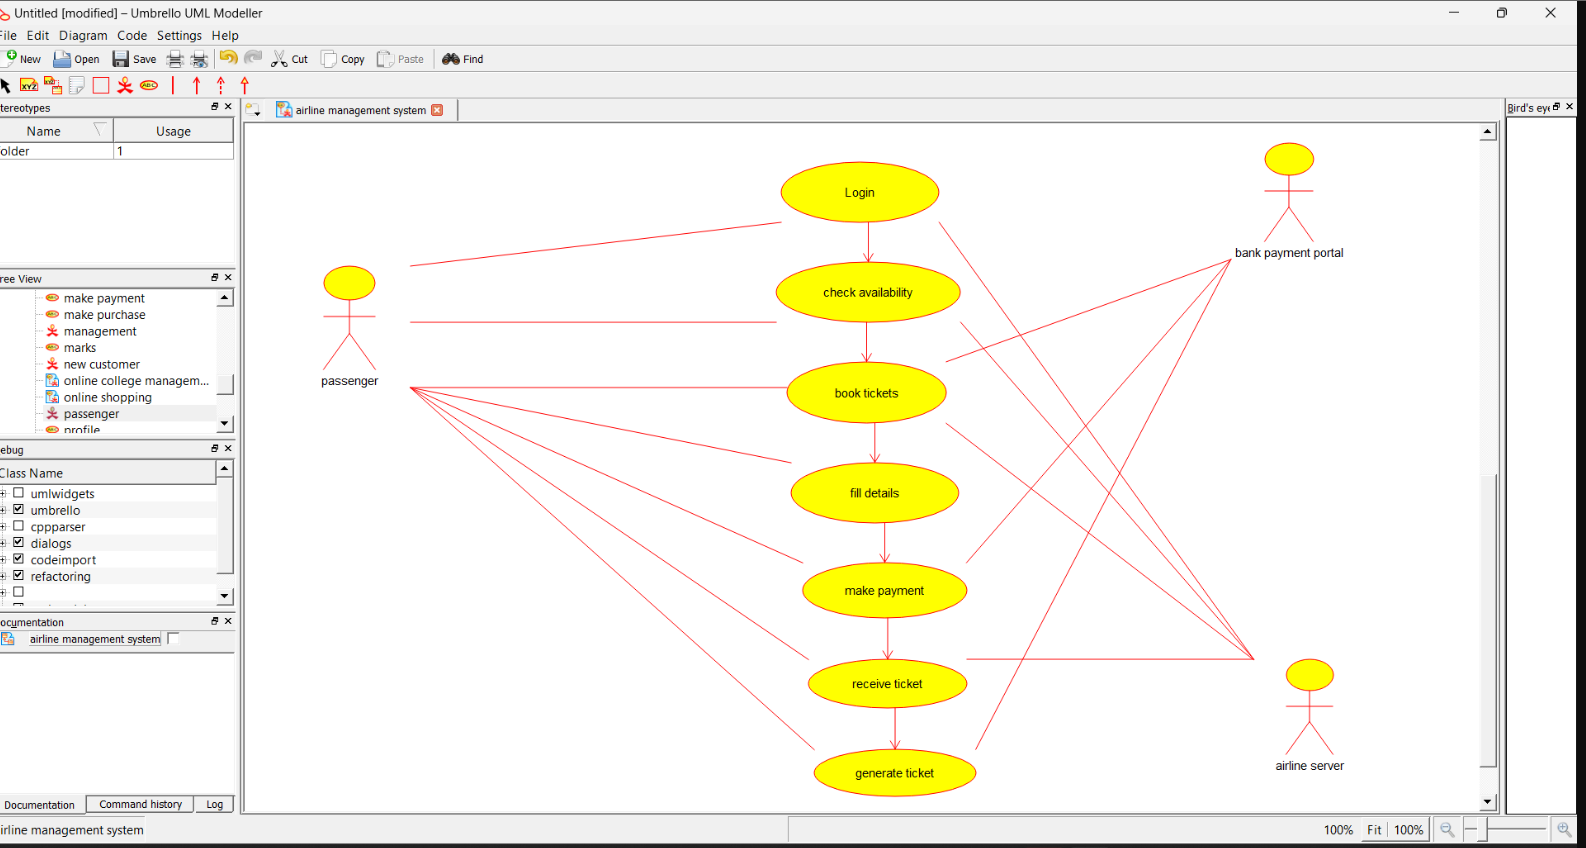 Untitled [modified] – Umbrello UML Modeller
File Edit Diagram Code Settings Help
New Open Save Cut Copy Paste Find
XYZ XYZ ABC
tereotypes
airline management system
Bird's eye
Name Usage
older 1
Login
bank payment portal
ree View
make payment
make purchase
management
marks
new customer
online college managem...
online shopping
passenger
profile
check availability
passenger
book tickets
ebug
Class Name
umlwidgets
umbrello
cppparser
dialogs
codeimport
refactoring
fill details
make payment
ocumentation
airline management system
receive ticket
generate ticket
airline server
Documentation Command history Log
irline management system
100% Fit 100%